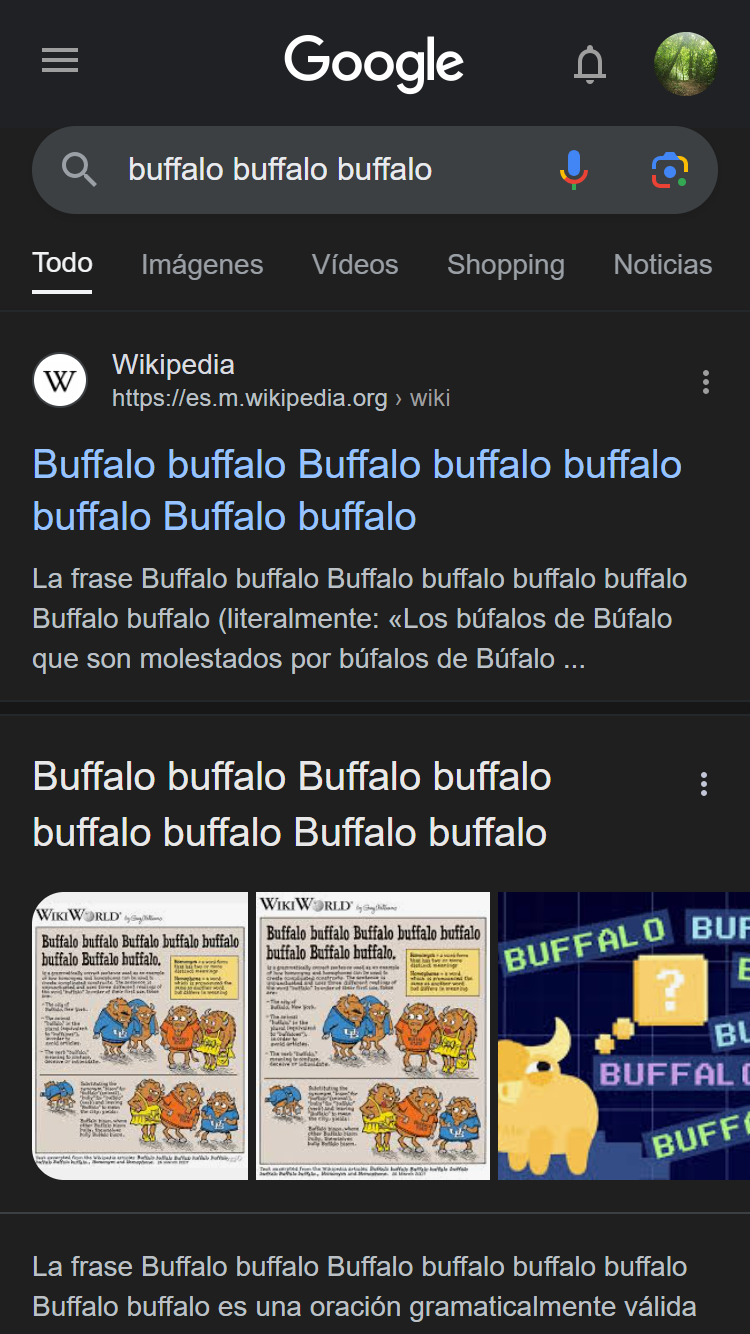 Google
buffalo buffalo buffalo
Todo Imágenes Vídeos Shopping Noticias
W
Wikipedia
https://es.m.wikipedia.org › wiki
Buffalo buffalo Buffalo buffalo buffalo
buffalo Buffalo buffalo
La frase Buffalo buffalo Buffalo buffalo buffalo buffalo
Buffalo buffalo (literalmente: «Los búfalos de Búfalo
que son molestados por búfalos de Búfalo ...
Buffalo buffalo Buffalo buffalo
buffalo buffalo Buffalo buffalo
WIKIWORLD
Buffalo buffalo Buffalo buffalo buffalo
buffalo Buffalo buffalo.
WIKIWORLD
Buffalo buffalo Buffalo buffalo buffalo
buffalo Buffalo buffalo.
BUFFALO
BUF
?
BU
BUFFALO
BUFF
La frase Buffalo buffalo Buffalo buffalo buffalo buffalo
Buffalo buffalo es una oración gramaticalmente válida